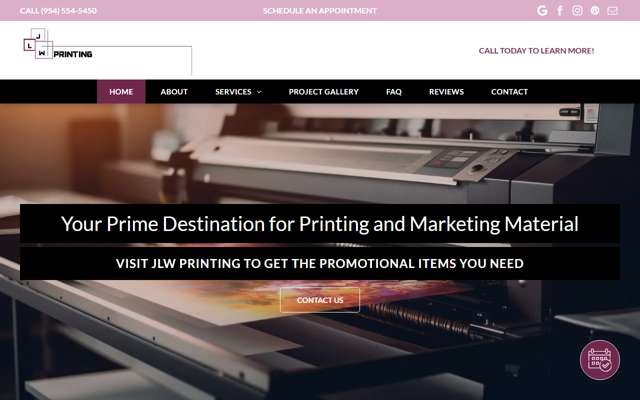 CALL (954) 554-5450
SCHEDULE AN APPOINTMENT
J
L
W PRINTING
CALL TODAY TO LEARN MORE!
HOME ABOUT SERVICES PROJECT GALLERY FAQ REVIEWS CONTACT
Your Prime Destination for Printing and Marketing Material
VISIT JLW PRINTING TO GET THE PROMOTIONAL ITEMS YOU NEED
CONTACT US